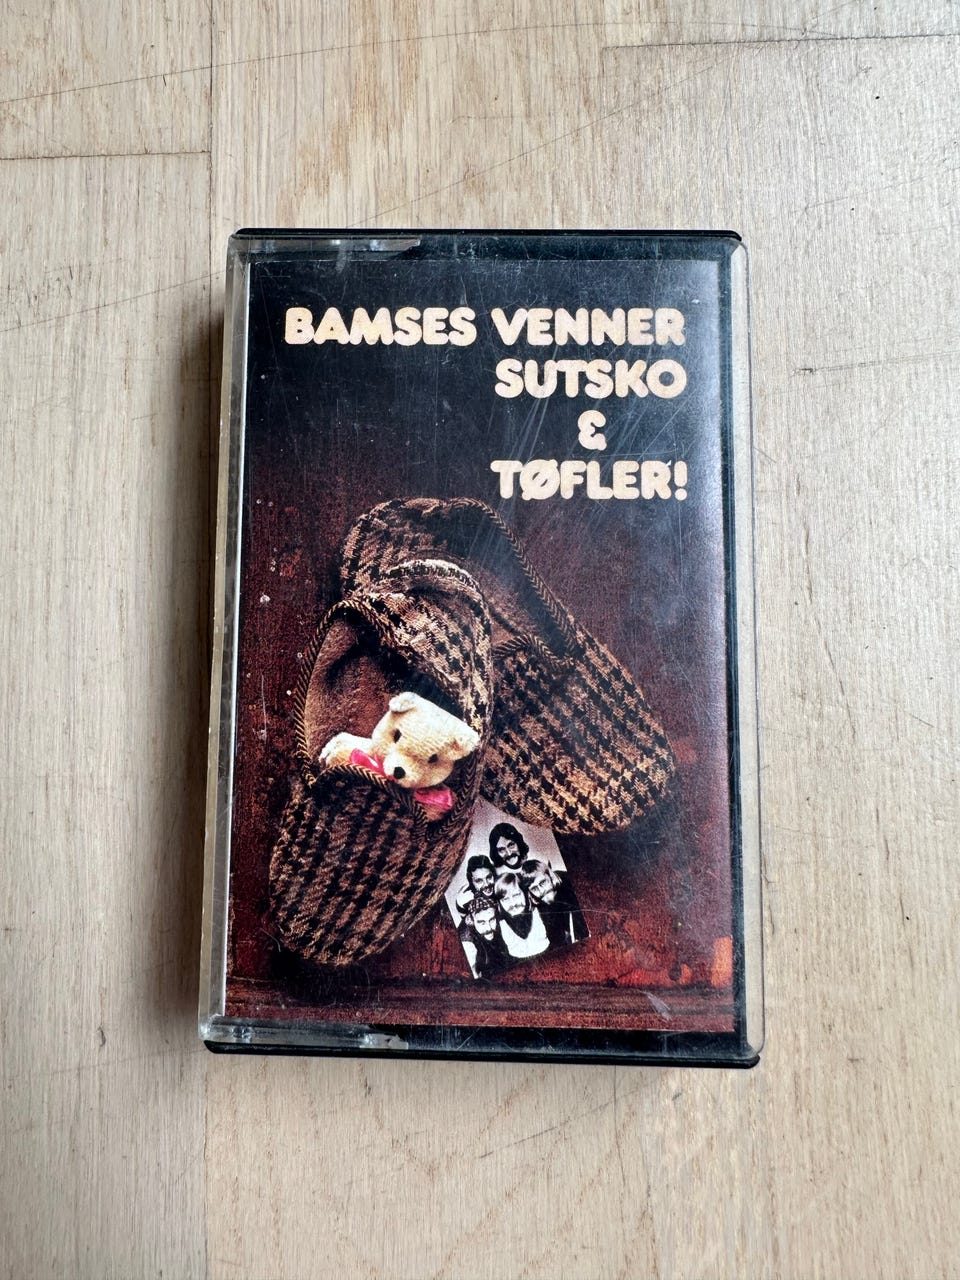 BAMSES VENNER
SUTSKO
&
TØFLER!